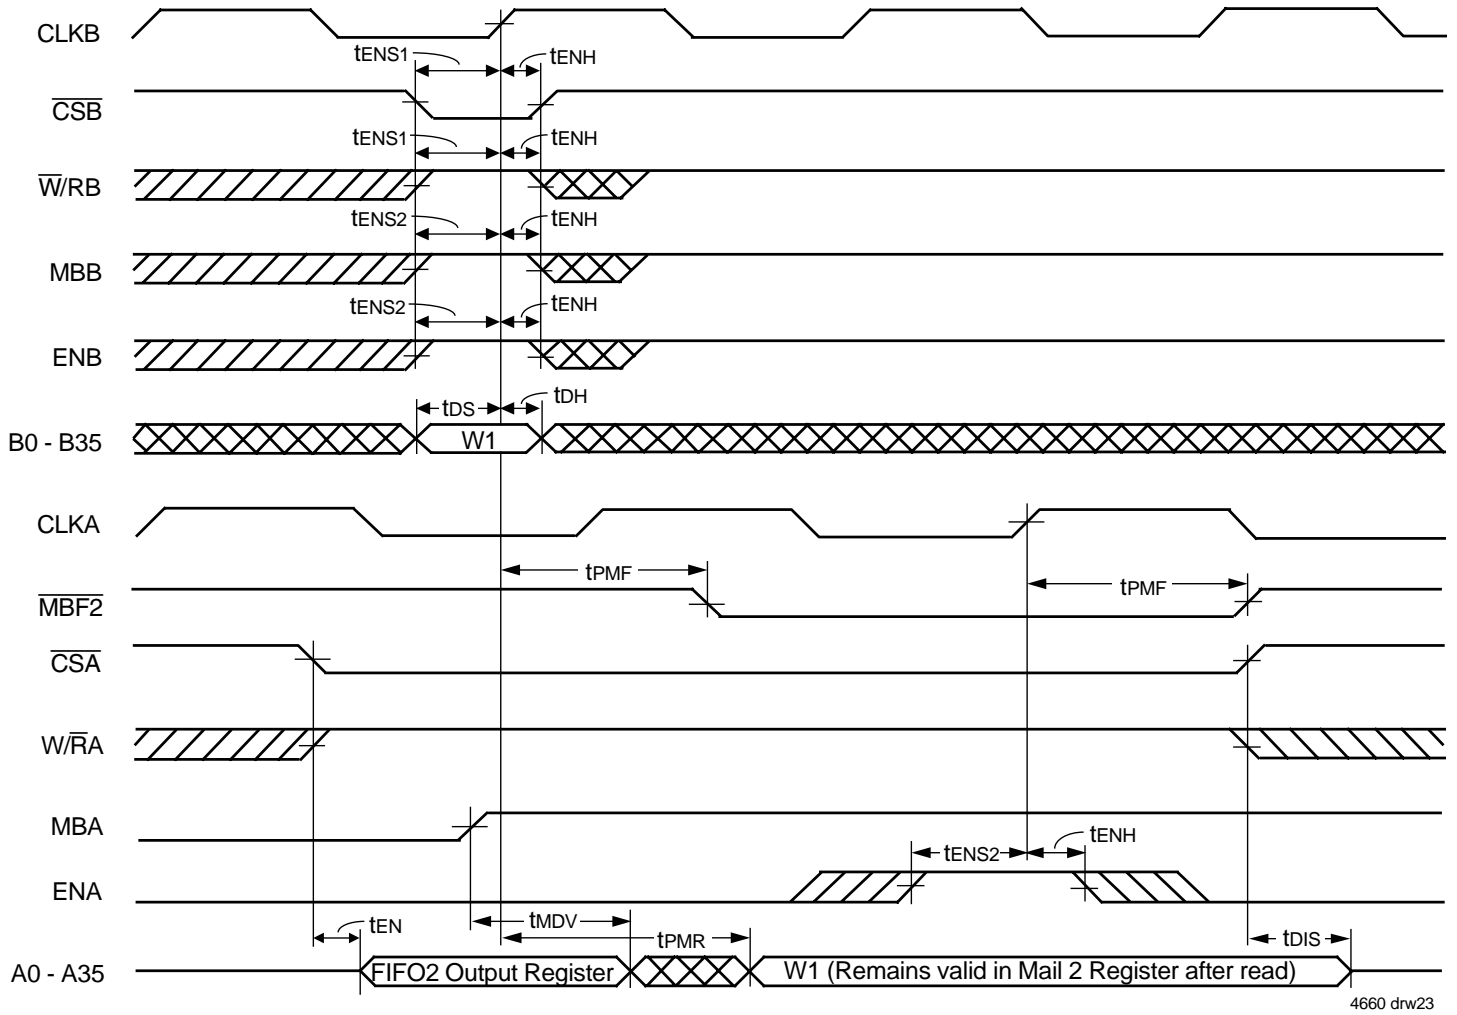 CLKB
tENS1
tENH
CSB
tENS1
tENH
W/RB
tENS2
tENH
MBB
tENS2
tENH
ENB
tDS
tDH
B0 - B35
W1
CLKA
tPMF
tPMF
MBF2
CSA
W/RA
MBA
tENS2
tENH
ENA
tEN
tMDV
tPMR
tDIS
A0 - A35
FIFO2 Output Register
W1 (Remains valid in Mail 2 Register after read)
4660 drw23